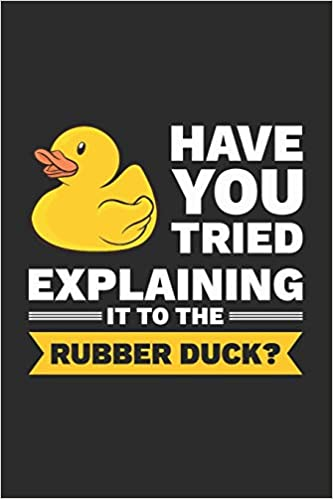 HAVE
YOU
TRIED
EXPLAINING
IT TO THE
RUBBER DUCK?